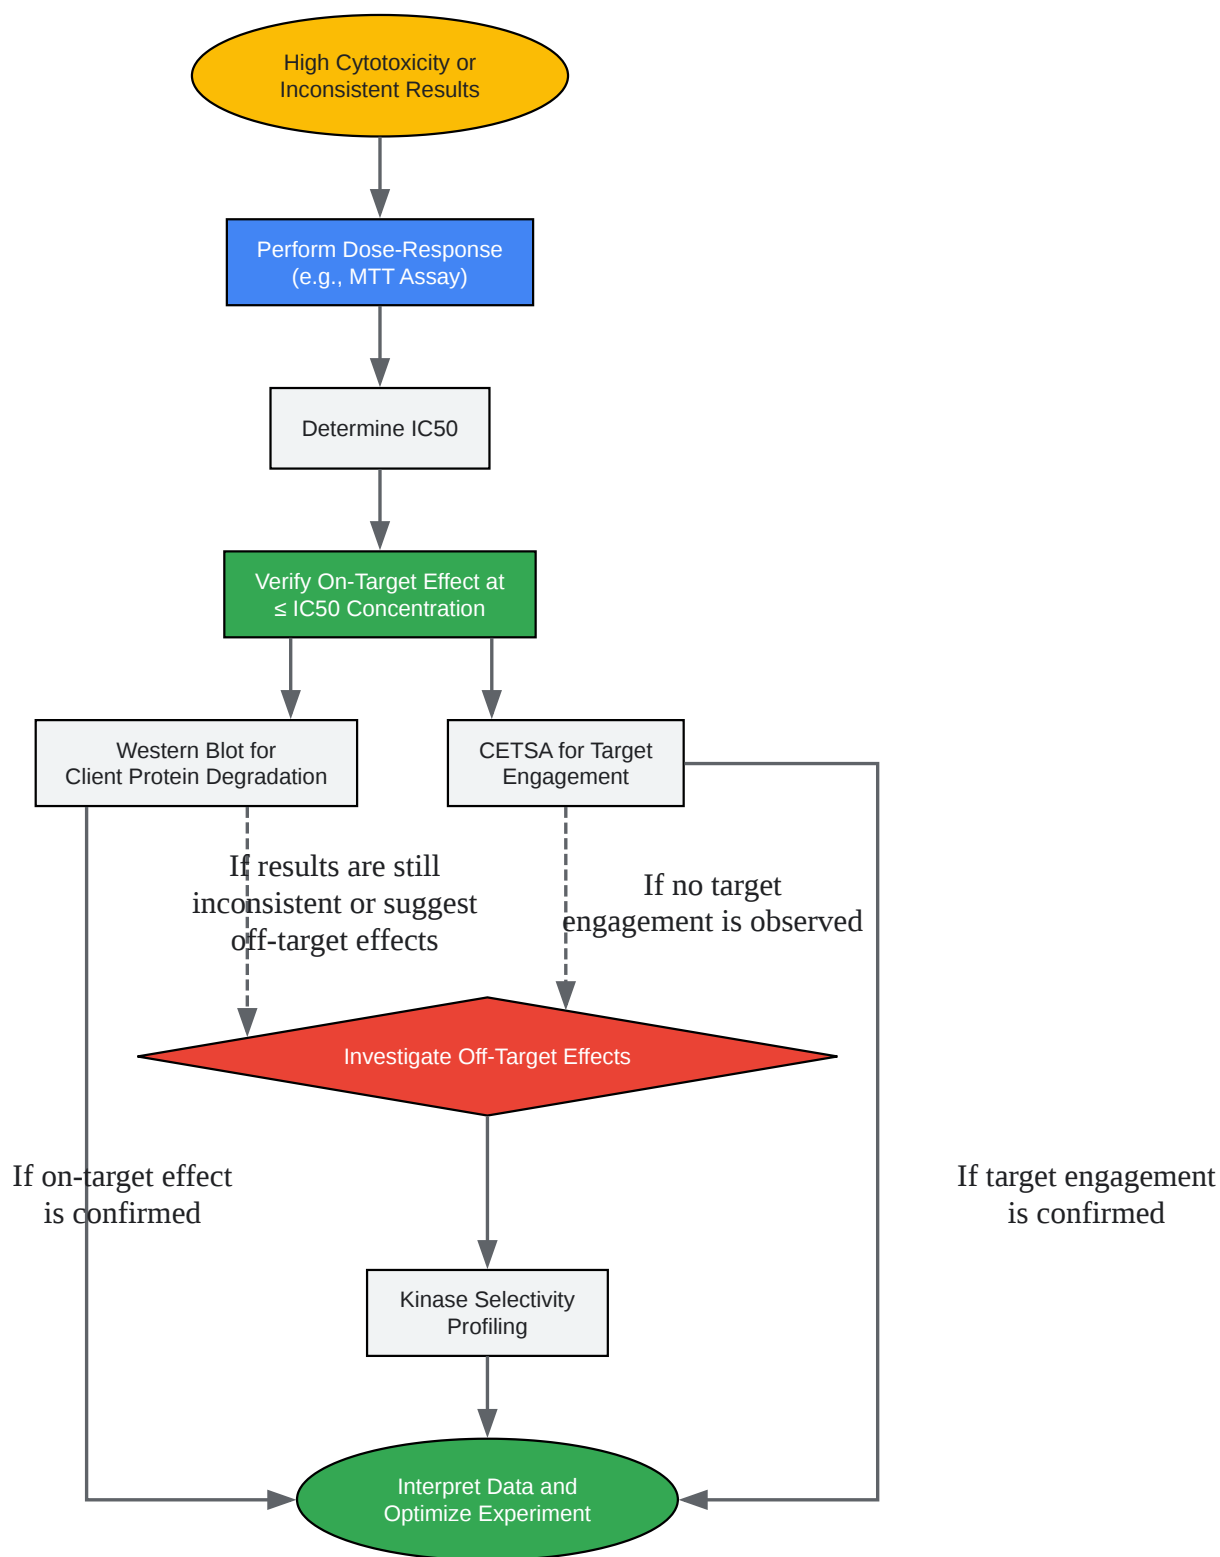 High Cytotoxicity or
Inconsistent Results
Perform Dose-Response
(e.g., MTT Assay)
Determine IC50
Verify On-Target Effect at
≤ IC50 Concentration
Western Blot for
Client Protein Degradation
CETSA for Target
Engagement
If results are still
inconsistent or suggest
off-target effects
If no target
engagement is observed
Investigate Off-Target Effects
If on-target effect
is confirmed
If target engagement
is confirmed
Kinase Selectivity
Profiling
Interpret Data and
Optimize Experiment